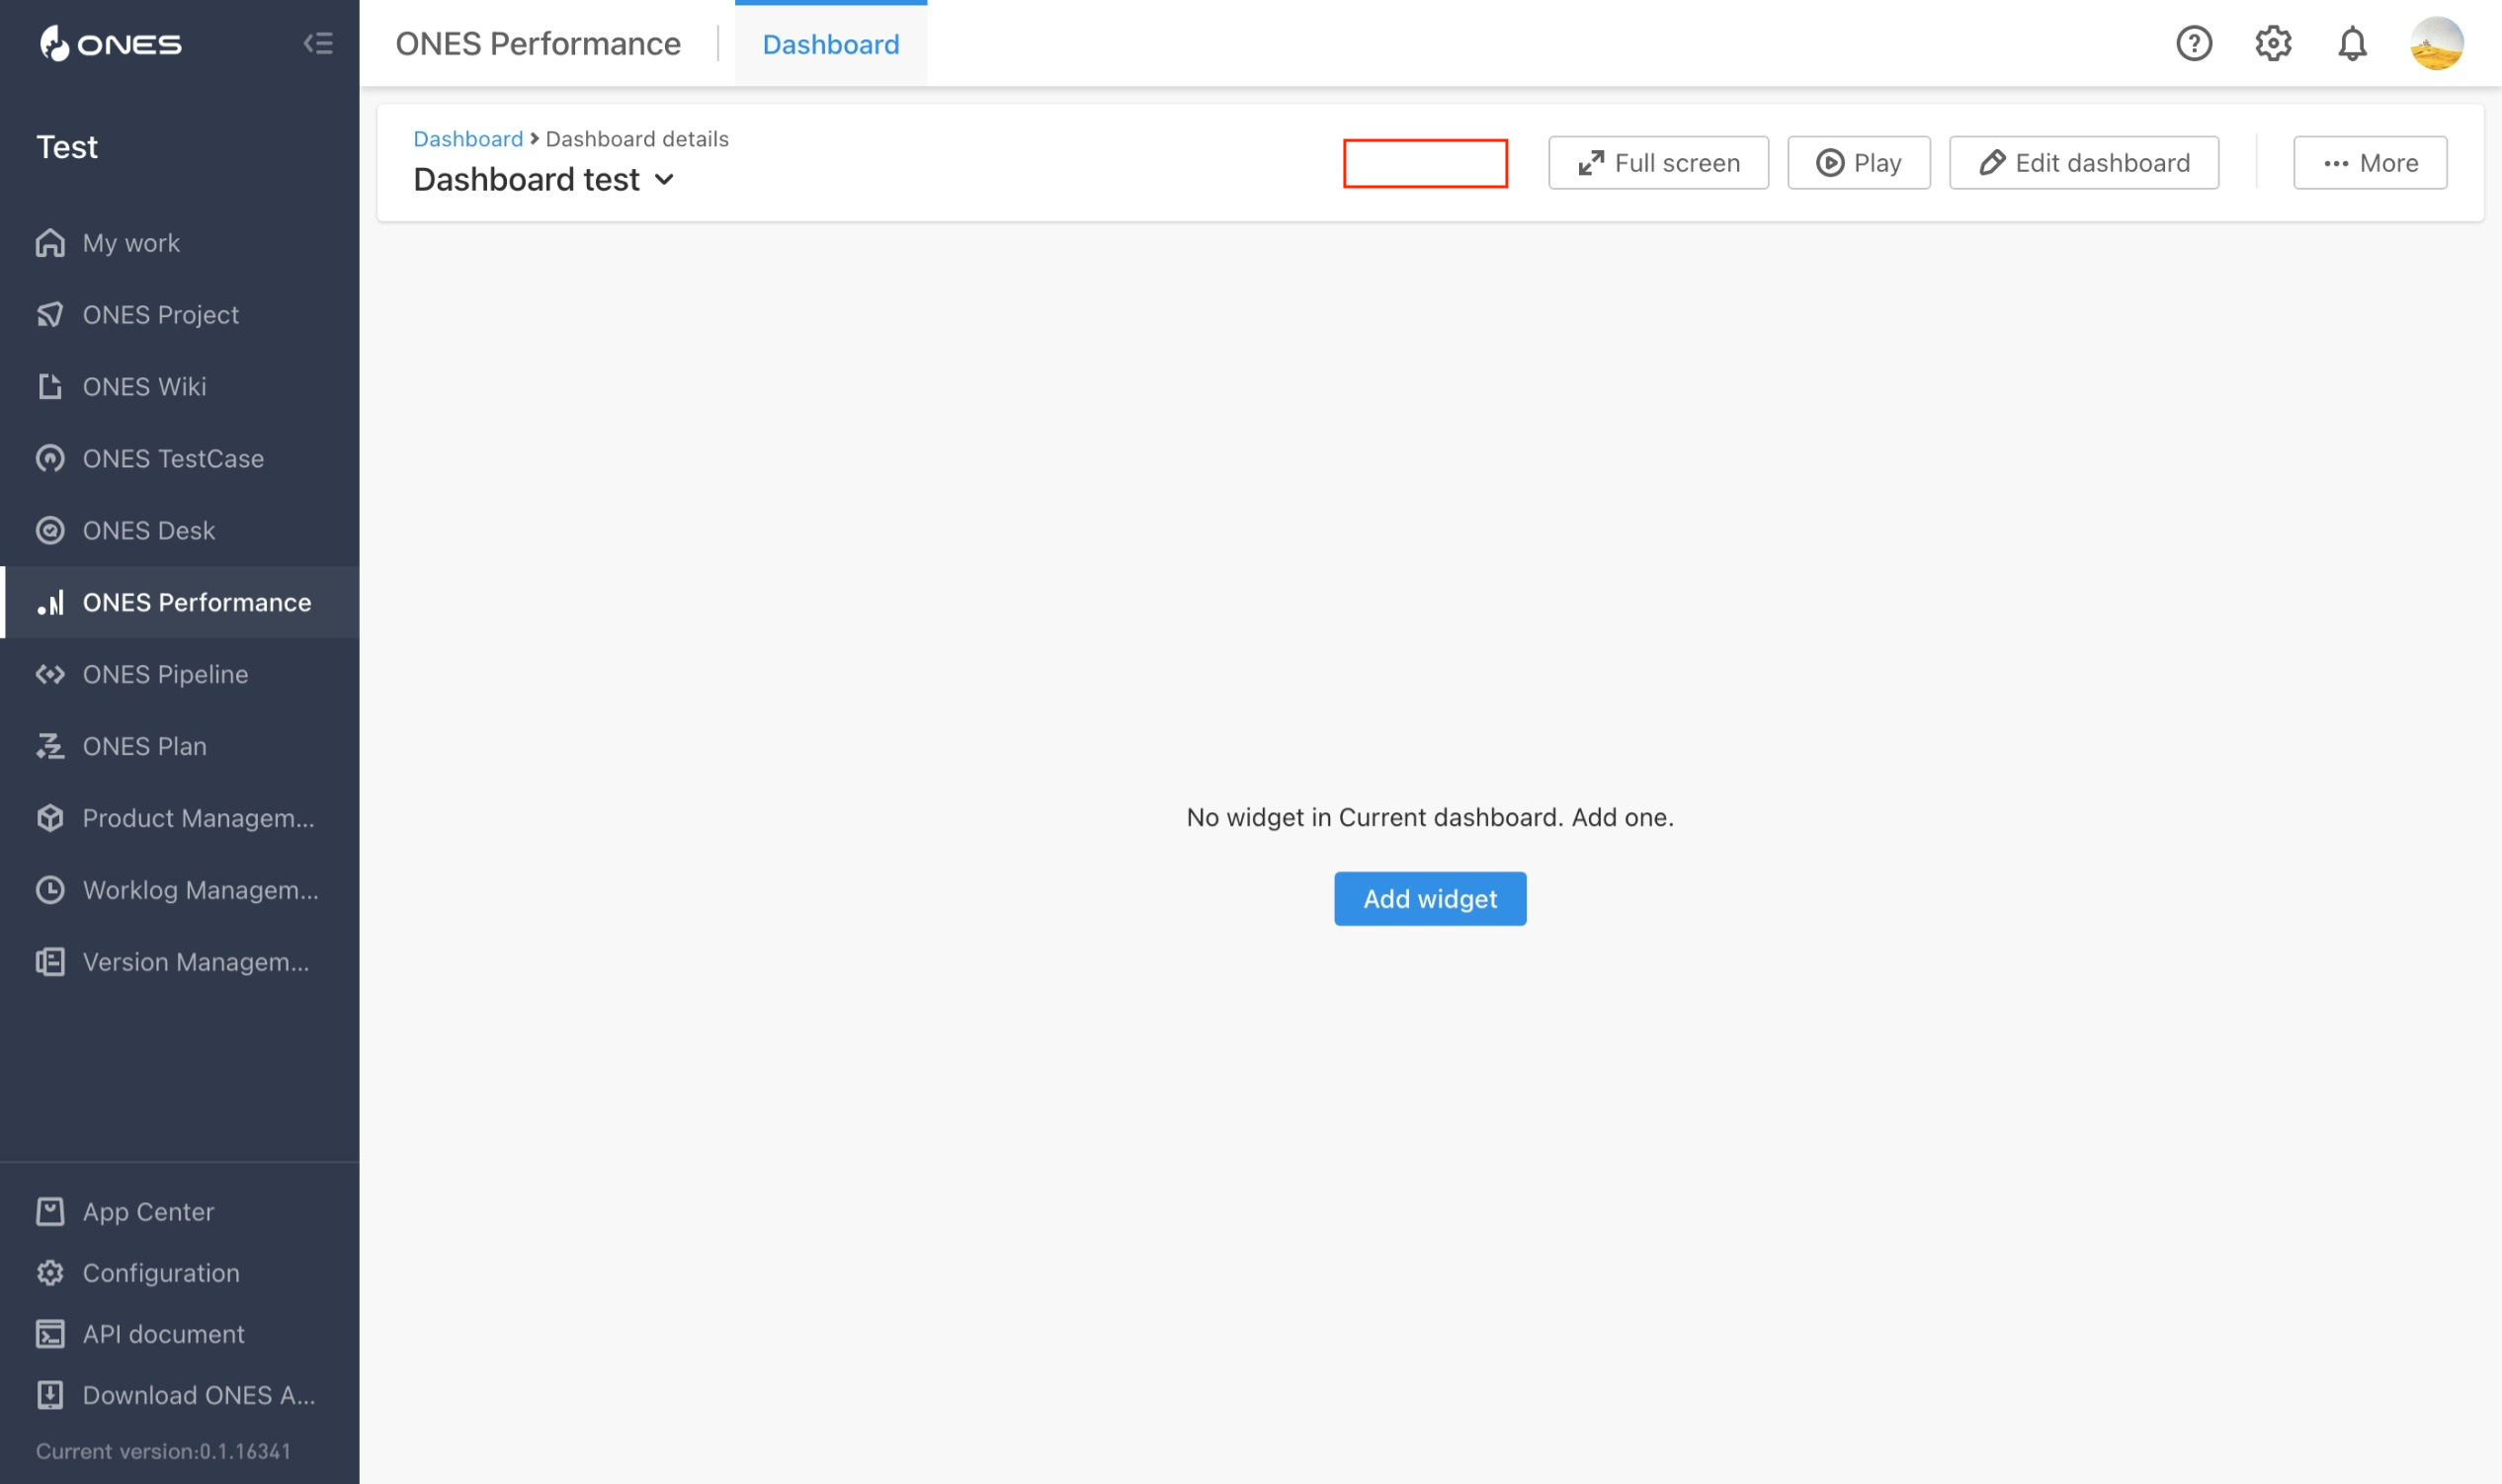 ONES
ONES Performance
Dashboard
Test
Dashboard > Dashboard details
Dashboard test
Full screen
Play
Edit dashboard
... More
My work
ONES Project
ONES Wiki
ONES TestCase
ONES Desk
ONES Performance
ONES Pipeline
ONES Plan
Product Managem...
Worklog Managem...
Version Managem...
No widget in Current dashboard. Add one.
Add widget
App Center
Configuration
API document
Download ONES A...
Current version:0.1.16341